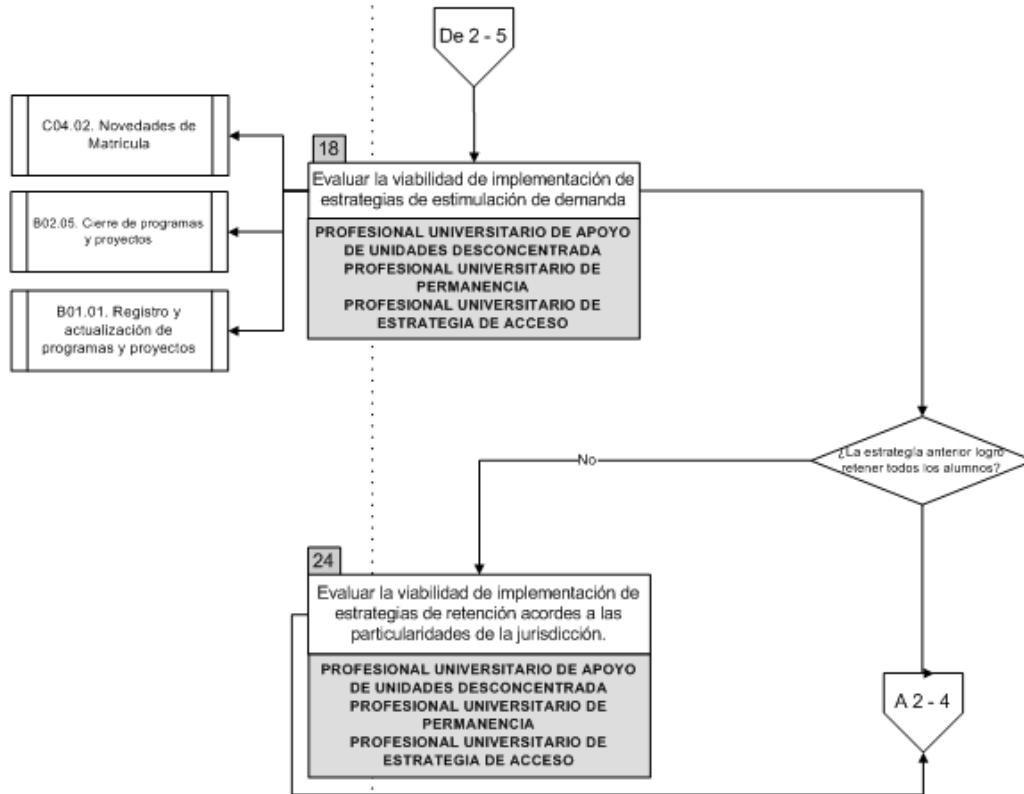 De 2 - 5
C04.02. Novedades de
Matrícula
B02.05. Cierre de programas
y proyectos
B01.01. Registro y
actualización de
programas y proyectos
18
Evaluar la viabilidad de implementación de
estrategias de estimulación de demanda
PROFESIONAL UNIVERSITARIO DE APOYO
DE UNIDADES DESCONCENTRADA
PROFESIONAL UNIVERSITARIO DE
PERMANENCIA
PROFESIONAL UNIVERSITARIO DE
ESTRATEGIA DE ACCESO
¿La estrategia anterior logró
retener todos los alumnos?
No
24
Evaluar la viabilidad de implementación de
estrategias de retención acordes a las
particularidades de la jurisdicción.
PROFESIONAL UNIVERSITARIO DE APOYO
DE UNIDADES DESCONCENTRADA
PROFESIONAL UNIVERSITARIO DE
PERMANENCIA
PROFESIONAL UNIVERSITARIO DE
ESTRATEGIA DE ACCESO
A 2 - 4